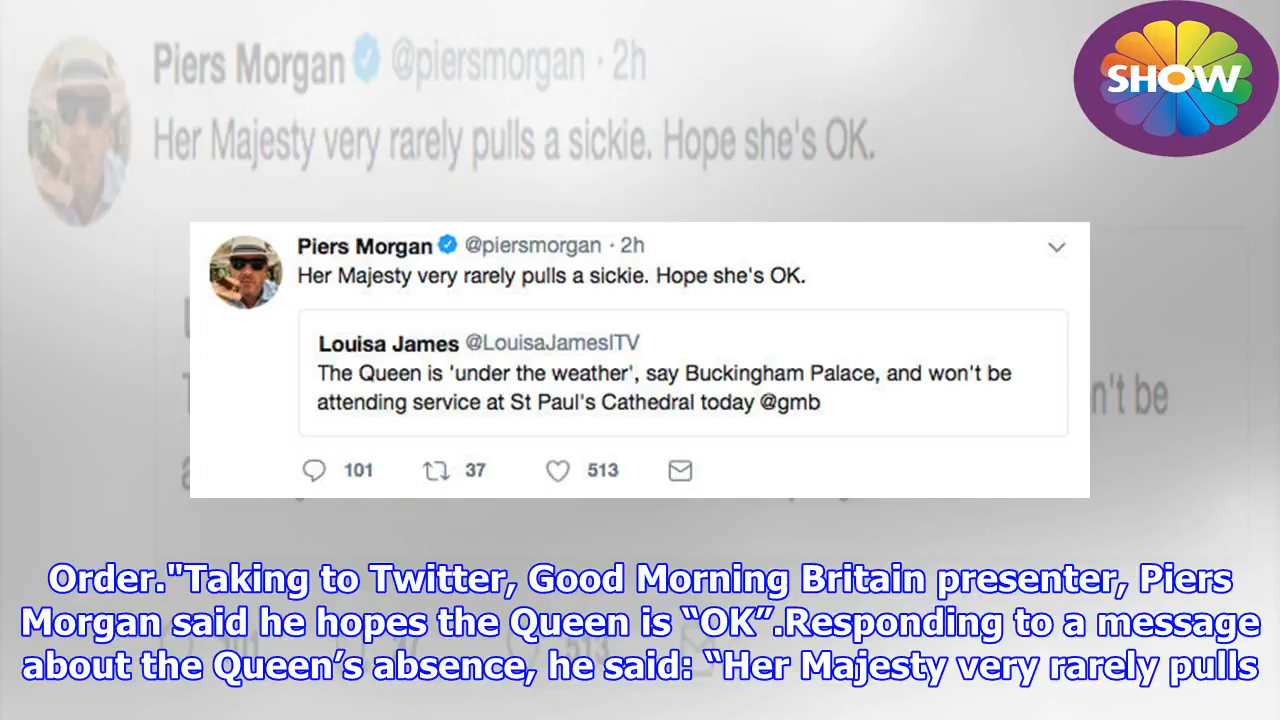 Piers Morgan @piersmorgan · 2h
Her Majesty very rarely pulls a sickie. Hope she's OK.
SHOW
Piers Morgan @piersmorgan · 2h
Her Majesty very rarely pulls a sickie. Hope she's OK.
Louisa James @LouisaJamesITV
The Queen is 'under the weather', say Buckingham Palace, and won't be
attending service at St Paul's Cathedral today @gmb
101 37 513
n't be
Order."Taking to Twitter, Good Morning Britain presenter, Piers
Morgan said he hopes the Queen is “OK”.Responding to a message
about the Queen’s absence, he said: “Her Majesty very rarely pulls